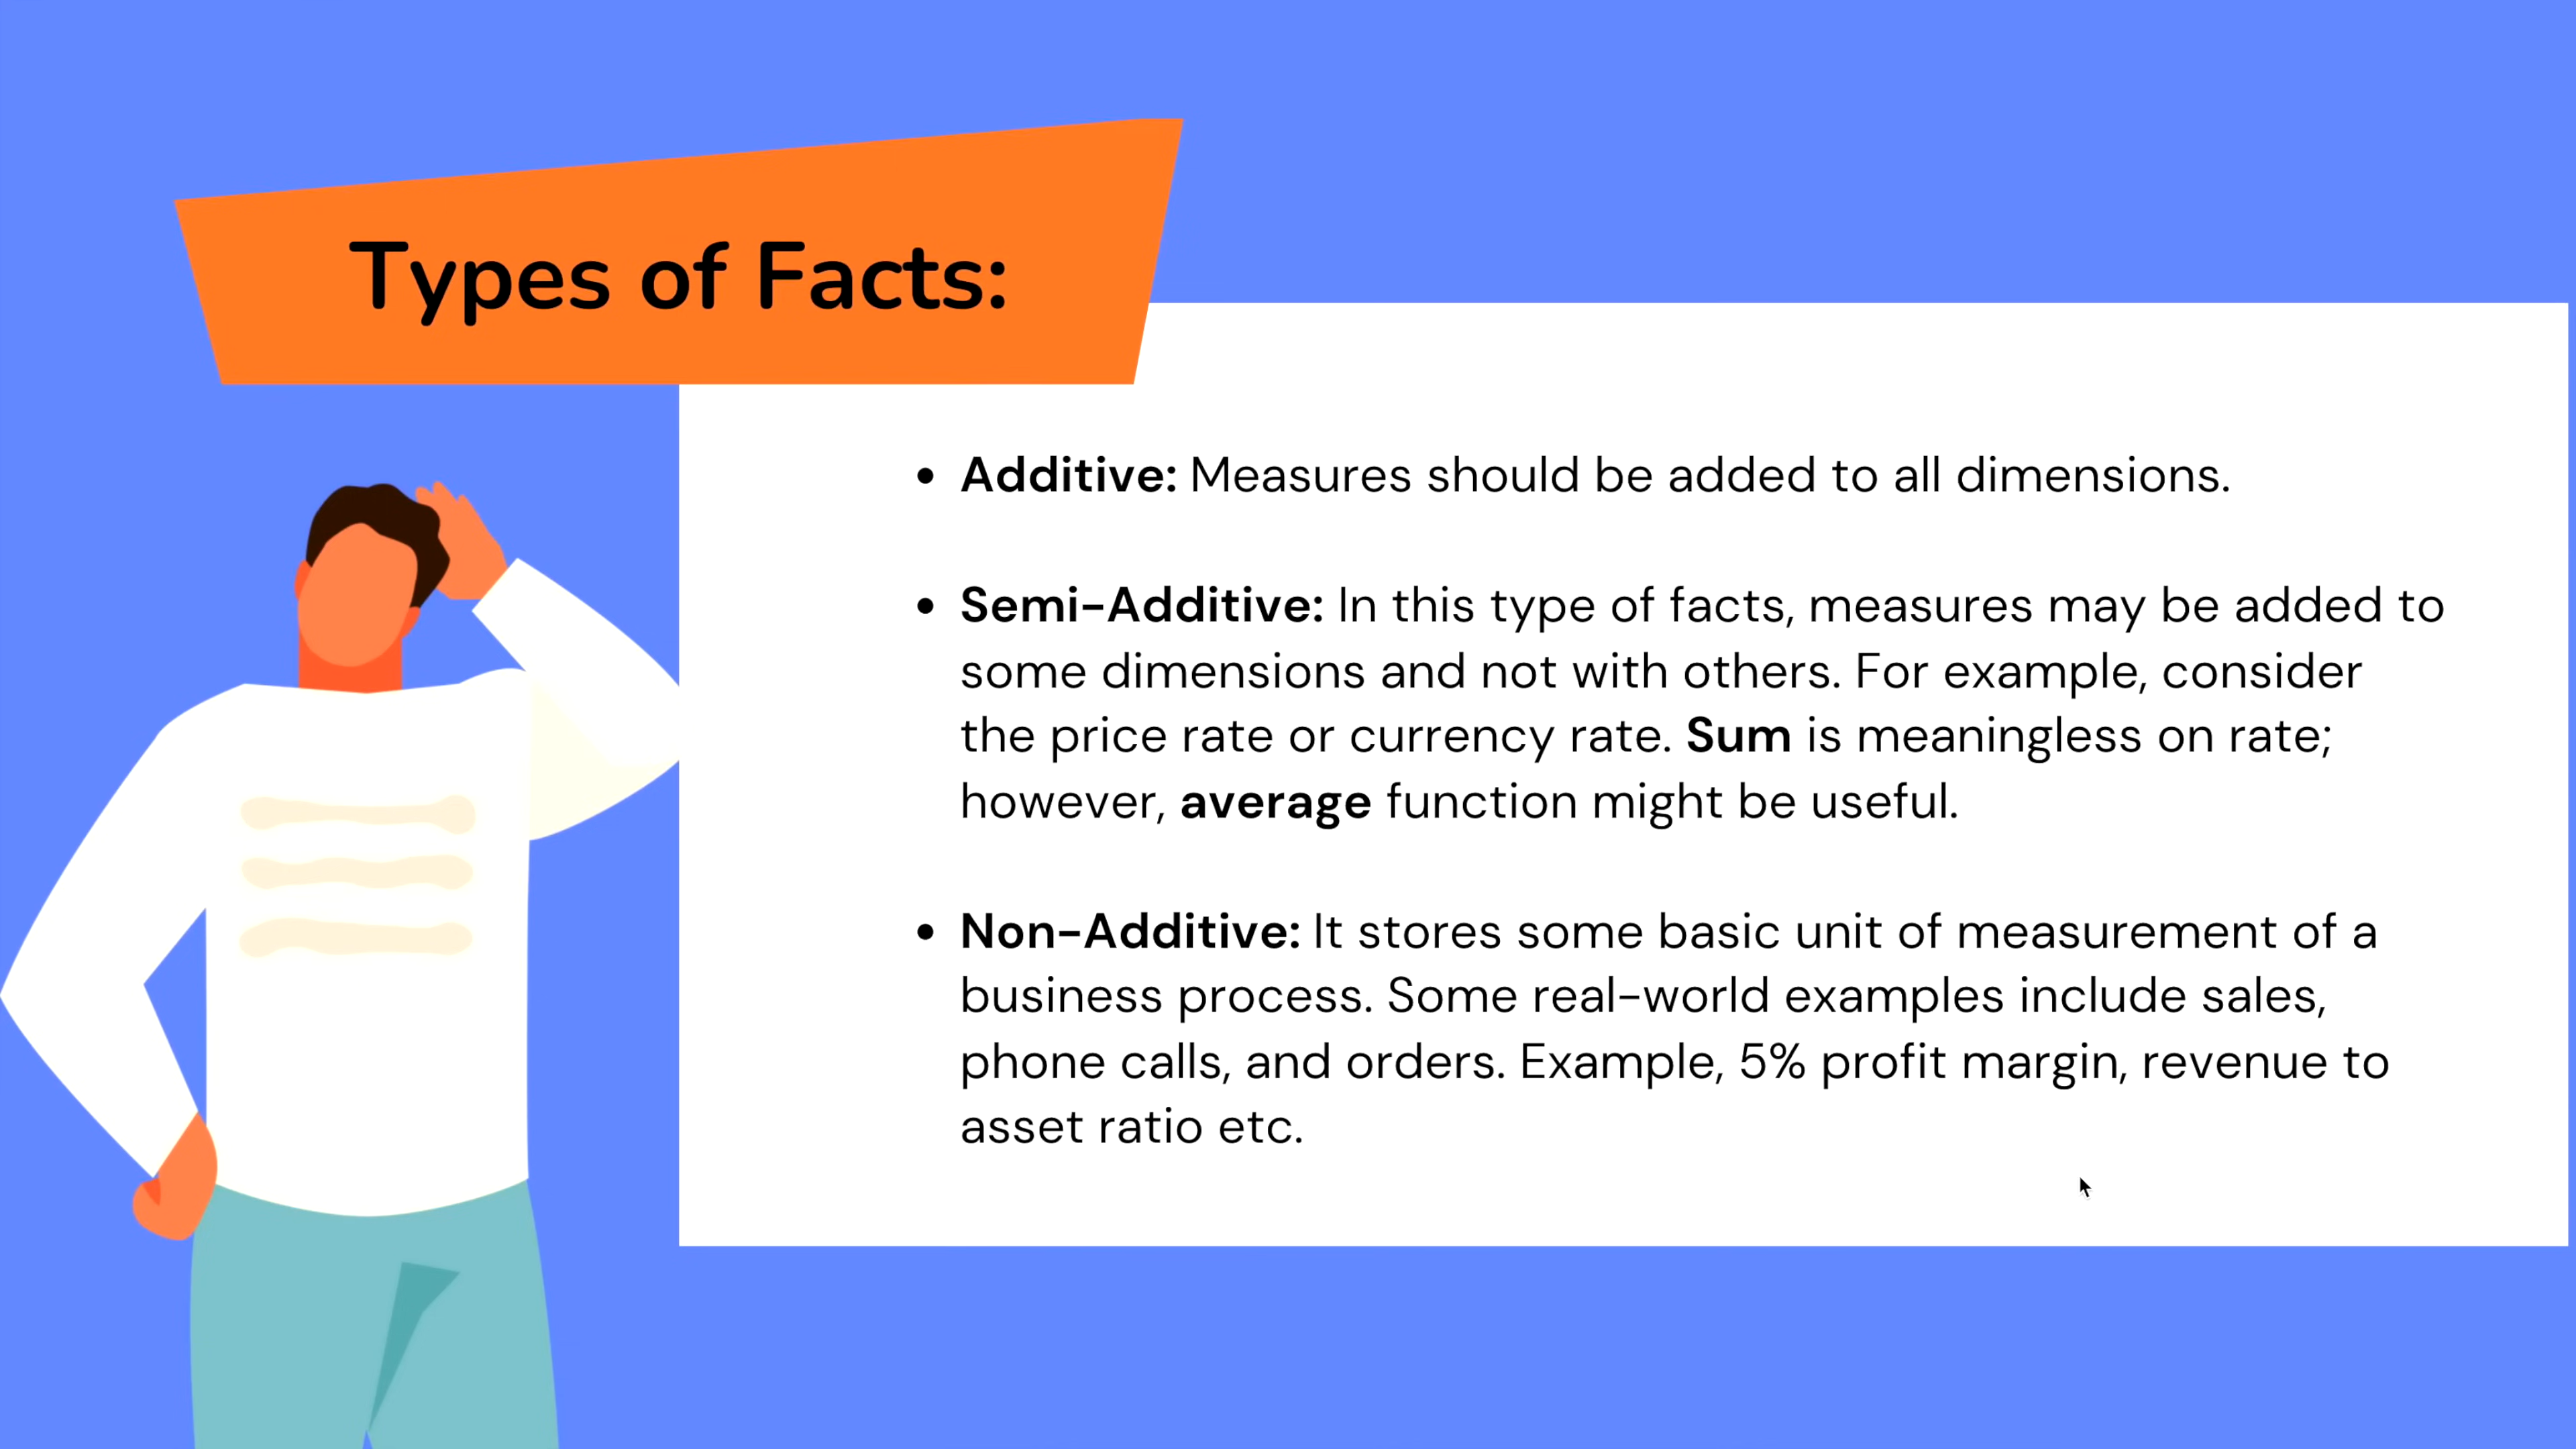 Types of Facts:
• Additive: Measures should be added to all dimensions.
• Semi-Additive: In this type of facts, measures may be added to
some dimensions and not with others. For example, consider
the price rate or currency rate. Sum is meaningless on rate;
however, average function might be useful.
• Non-Additive: It stores some basic unit of measurement of a
business process. Some real-world examples include sales,
phone calls, and orders. Example, 5% profit margin, revenue to
asset ratio etc.